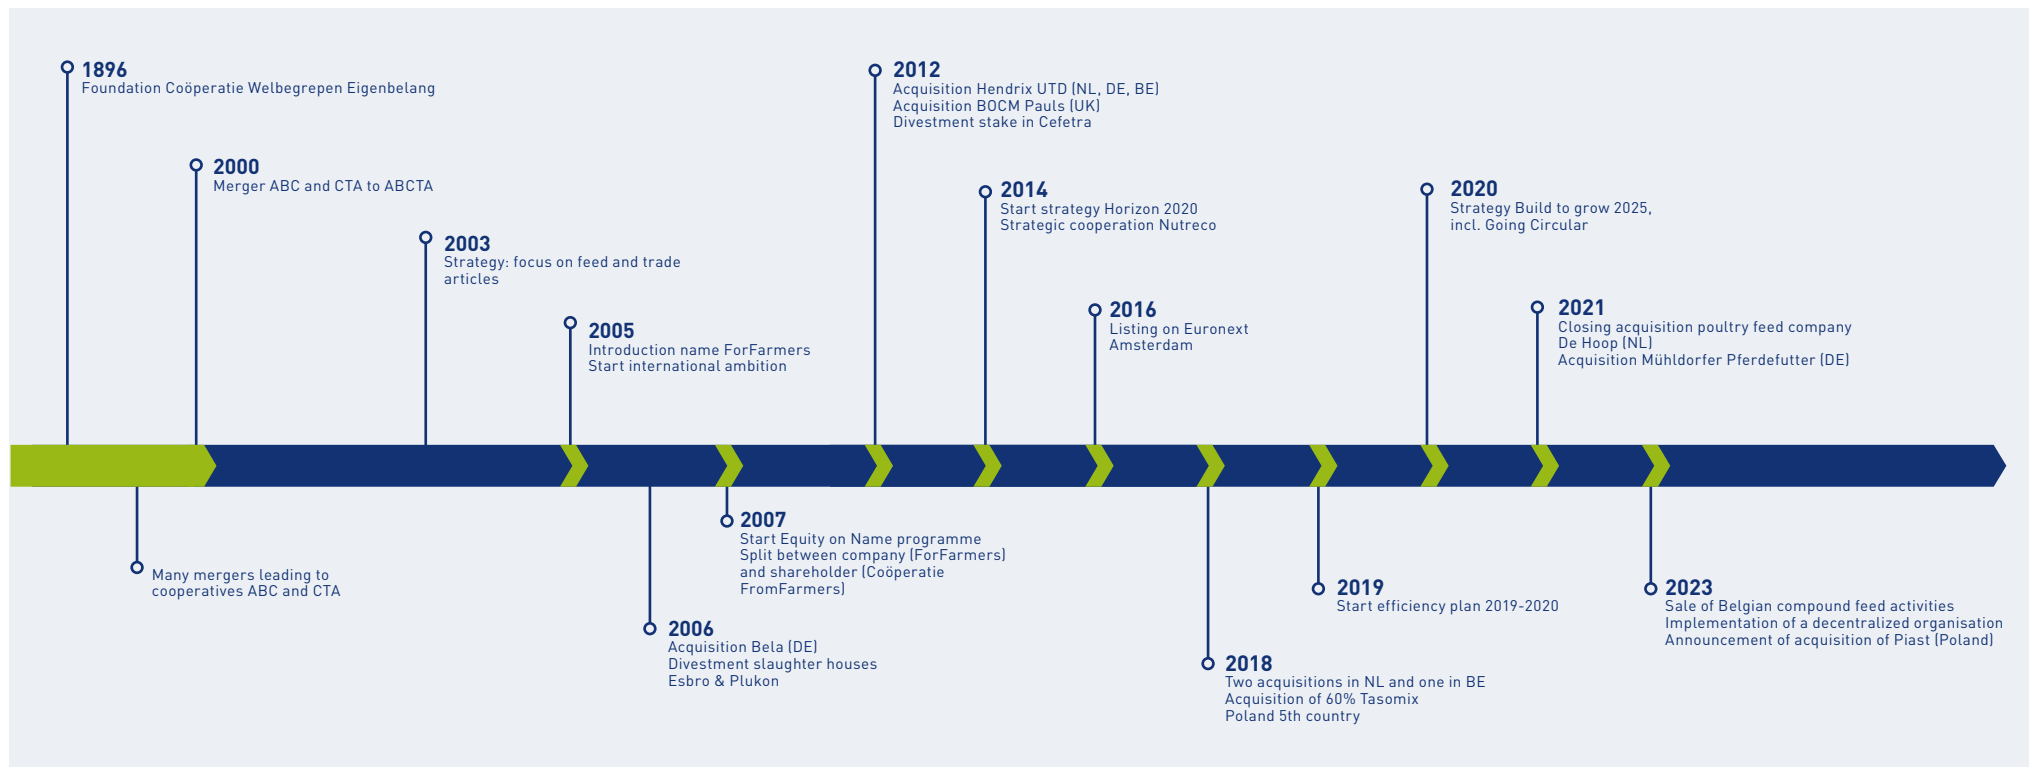 1896
Foundation Coöperatie Welbegrepen Eigenbelang
Many mergers leading to
cooperatives ABC and CTA
2000
Merger ABC and CTA to ABCTA
2003
Strategy: focus on feed and trade
articles
2005
Introduction name ForFarmers
Start international ambition
2006
Acquisition Bela (DE)
Divestment slaughter houses
Esbro & Plukon
2007
Start Equity on Name programme
Split between company (ForFarmers)
and shareholder (Coöperatie
FromFarmers)
2012
Acquisition Hendrix UTD (NL, DE, BE)
Acquisition BOCM Pauls (UK)
Divestment stake in Cefetra
2014
Start strategy Horizon 2020
Strategic cooperation Nutreco
2016
Listing on Euronext
Amsterdam
2018
Two acquisitions in NL and one in BE
Acquisition of 60% Tasomix
Poland 5th country
2019
Start efficiency plan 2019-2020
2020
Strategy Build to grow 2025,
incl. Going Circular
2021
Closing acquisition poultry feed company
De Hoop (NL)
Acquisition Mühldorfer Pferdefutter (DE)
2023
Sale of Belgian compound feed activities
Implementation of a decentralized organisation
Announcement of acquisition of Piast (Poland)